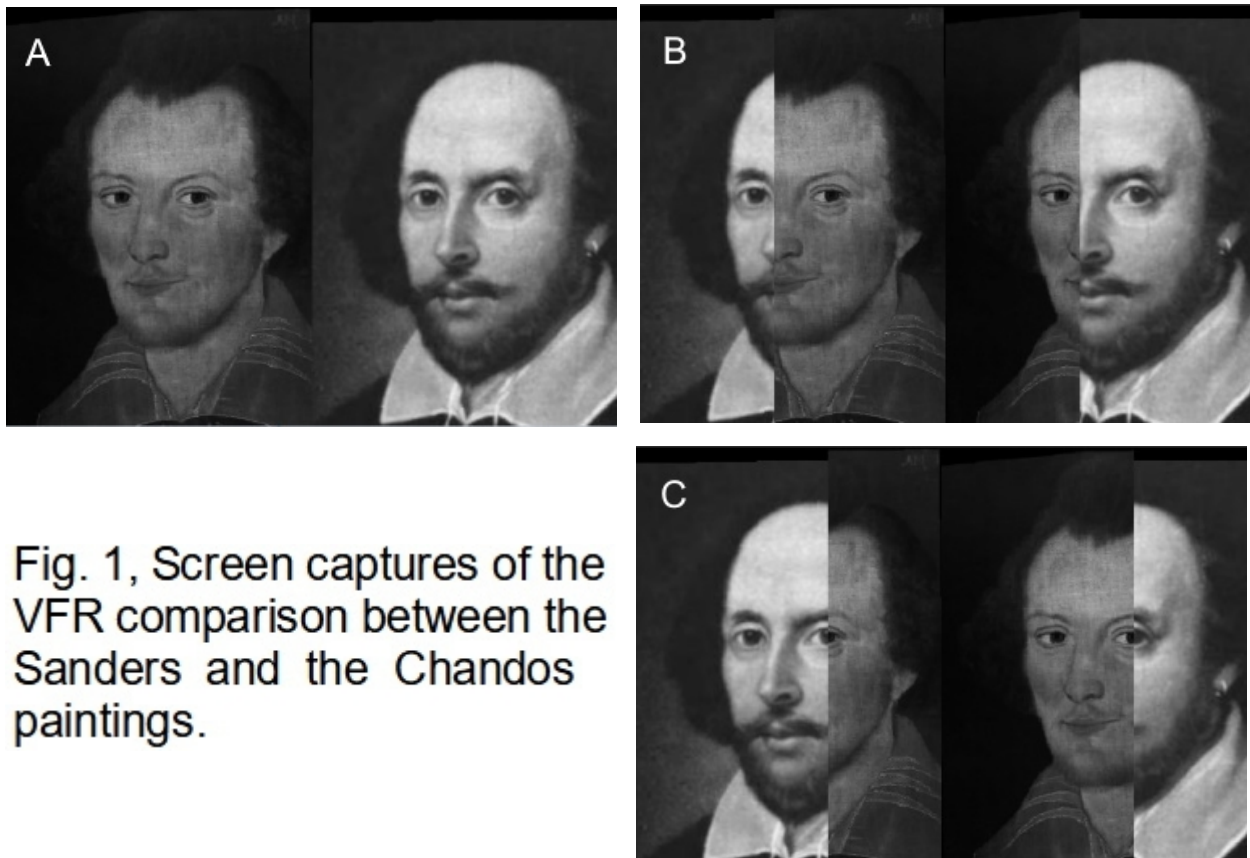 A
B
C
Fig. 1, Screen captures of the
VFR comparison between the
Sanders and the Chandos
paintings.